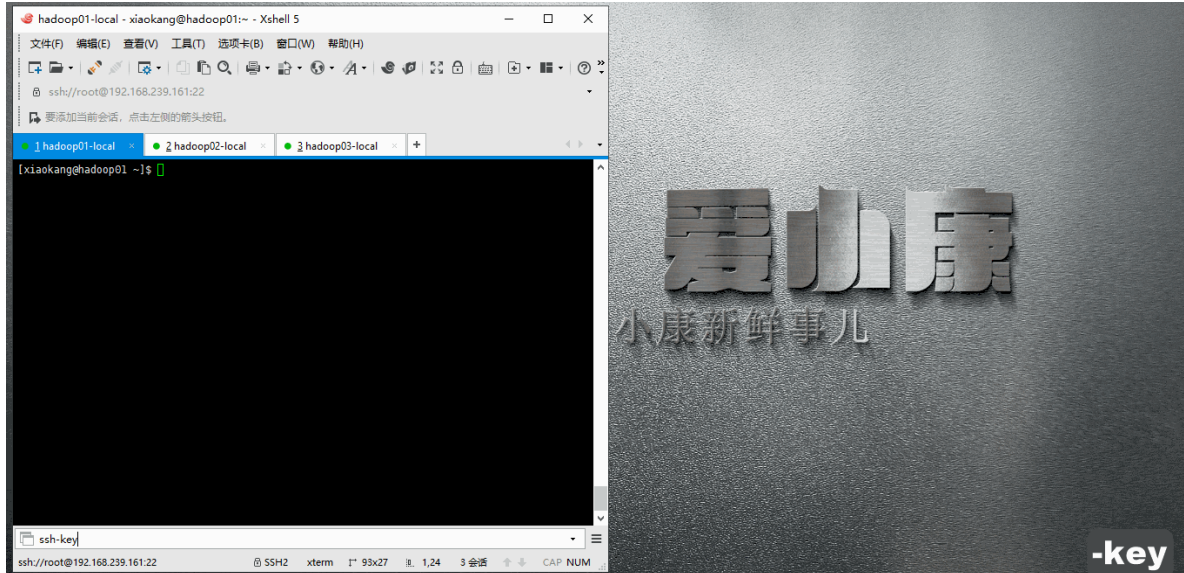 hadoop01-local - xiaokang@hadoop01:~ - Xshell 5
文件(F) 编辑(E) 查看(V) 工具(T) 选项卡(B) 窗口(W) 帮助(H)
ssh://root@192.168.239.161:22
要添加当前会话，点击左侧的箭头按钮。
1 hadoop01-local × 2 hadoop02-local × 3 hadoop03-local × +
[xiaokang@hadoop01 ~]$
爱小康
小康新鲜事儿
ssh-key
ssh://root@192.168.239.161:22 SSH2 xterm 93x27 1,24 3 会话 CAP NUM
-key